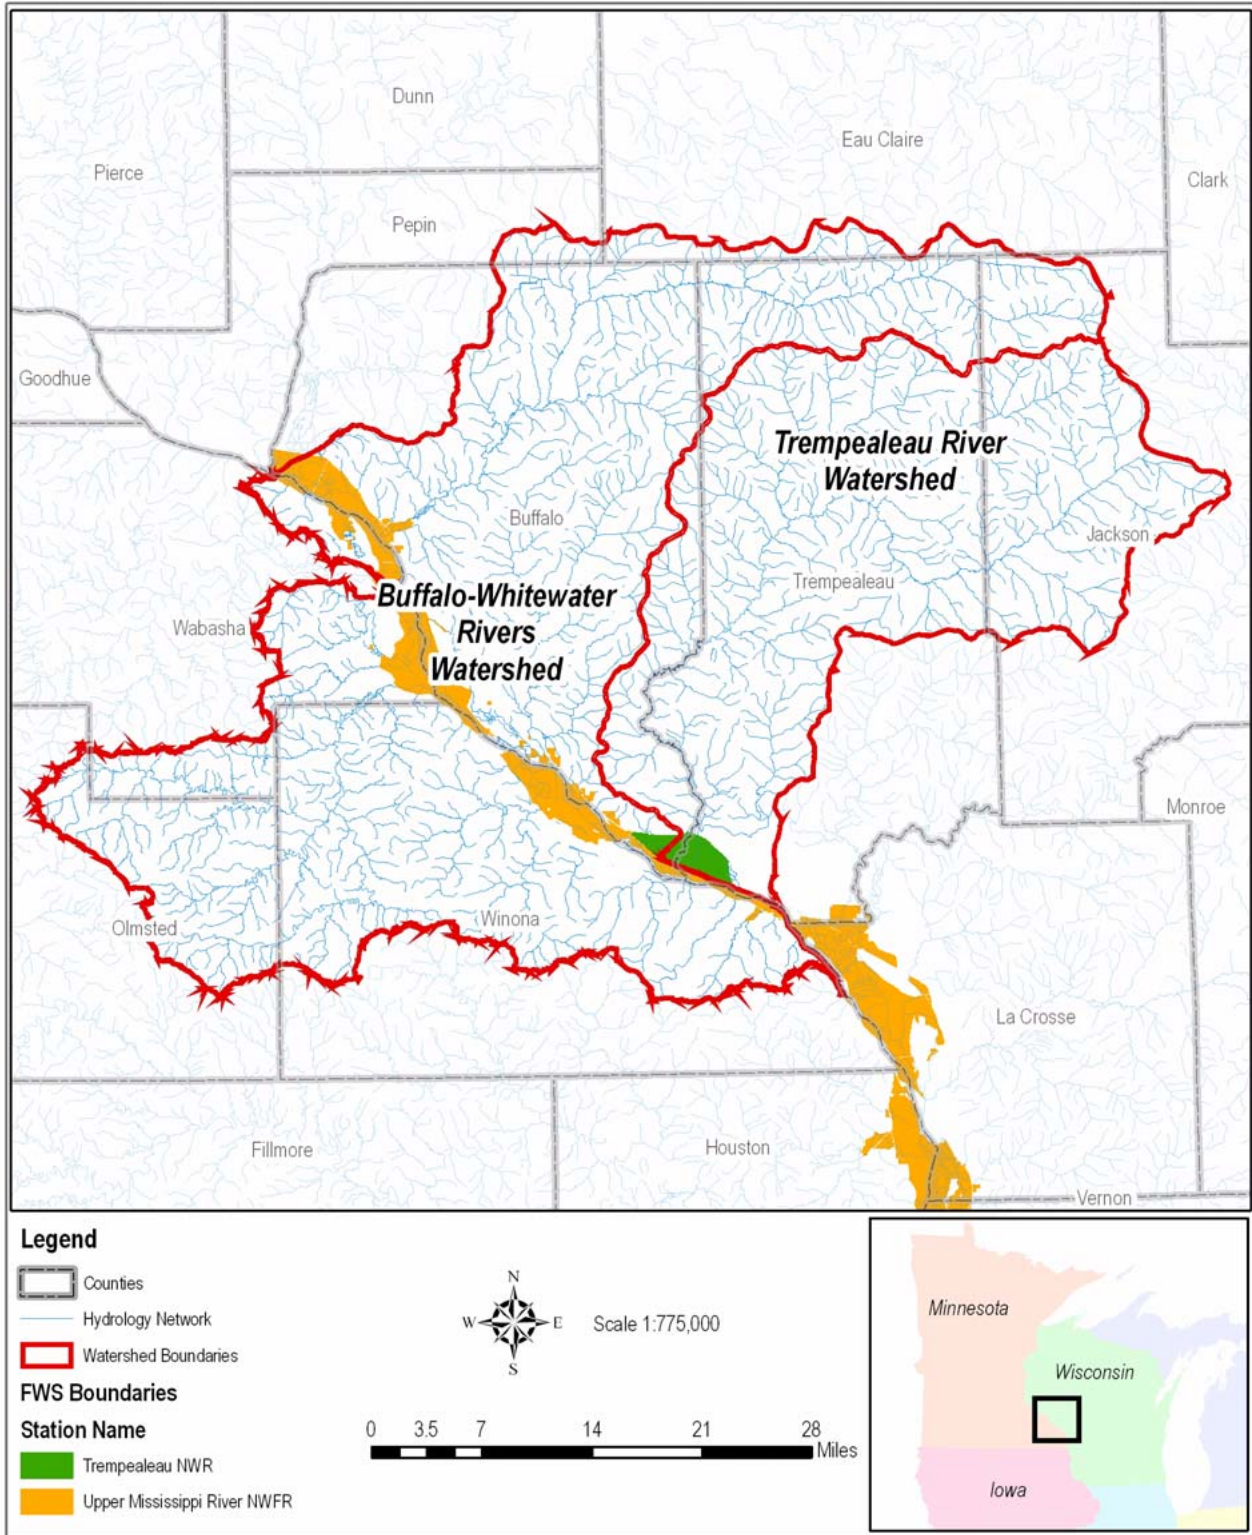 Dunn
Eau Claire
Pierce
Clark
Pepin
Goodhue
Trempealeau River
Watershed
Buffalo
Jackson
Trempealeau
Buffalo-Whitewater
Rivers
Watershed
Wabasha
Monroe
Olmsted
Winona
La Crosse
Fillmore
Houston
Vernon
Legend
Counties
Hydrology Network
Watershed Boundaries
FWS Boundaries
Station Name
Trempealeau NWR
Upper Mississippi River NWFR
N
W E
S
Scale 1:775,000
0 3.5 7 14 21 28
Miles
Minnesota
Wisconsin
Iowa